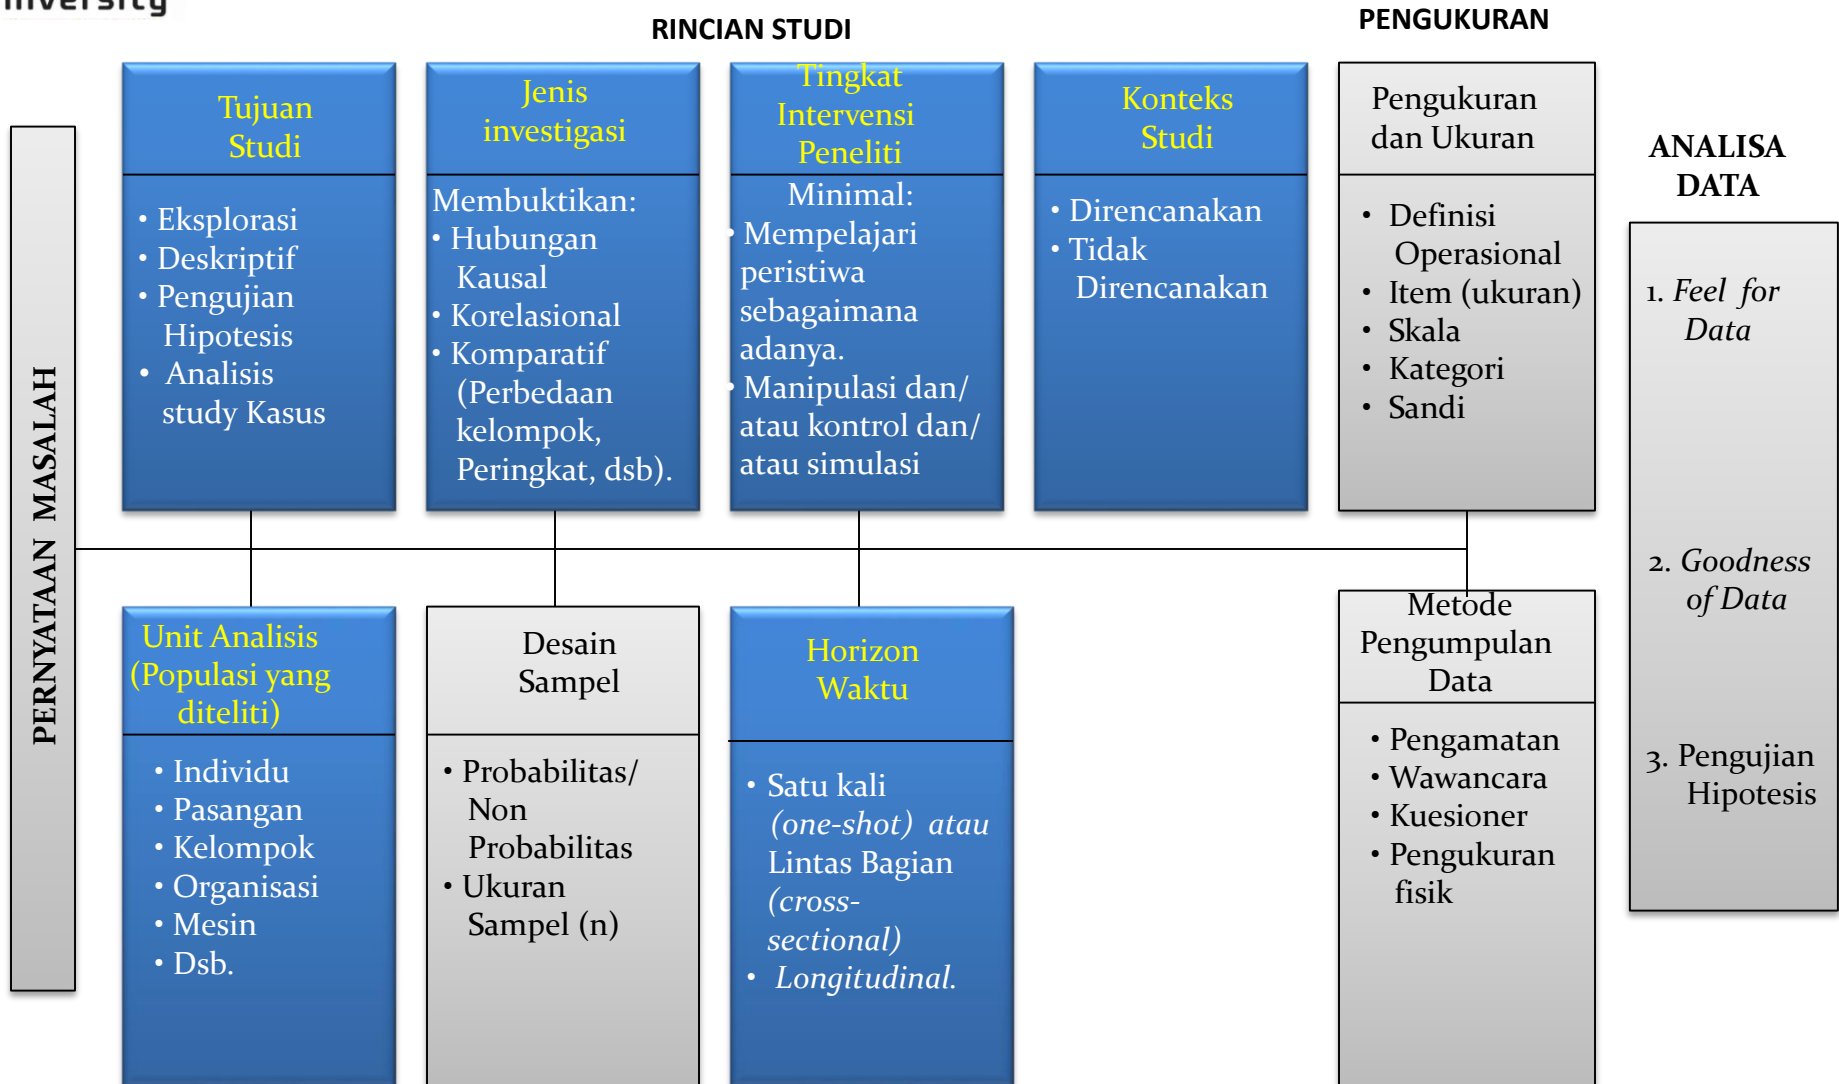 RINCIAN STUDI
PENGUKURAN
PERNYATAAN MASALAH
Tujuan
Studi
• Eksplorasi
• Deskriptif
• Pengujian
Hipotesis
• Analisis
study Kasus
Jenis
investigasi
Membuktikan:
• Hubungan
Kausal
• Korelasional
• Komparatif
(Perbedaan
kelompok,
Peringkat, dsb).
Tingkat
Intervensi
Peneliti
Minimal:
• Mempelajari
peristiwa
sebagaimana
adanya.
• Manipulasi dan/
atau kontrol dan/
atau simulasi
Konteks
Studi
• Direncanakan
• Tidak
Direncanakan
Pengukuran
dan Ukuran
• Definisi
Operasional
• Item (ukuran)
• Skala
• Kategori
• Sandi
Unit Analisis
(Populasi yang
diteliti)
• Individu
• Pasangan
• Kelompok
• Organisasi
• Mesin
• Dsb.
Desain
Sampel
• Probabilitas/
Non
Probabilitas
• Ukuran
Sampel (n)
Horizon
Waktu
• Satu kali
(one-shot) atau
Lintas Bagian
(cross-
sectional)
• Longitudinal.
Metode
Pengumpulan
Data
• Pengamatan
• Wawancara
• Kuesioner
• Pengukuran
fisik
ANALISA
DATA
1. Feel for
Data
2. Goodness
of Data
3. Pengujian
Hipotesis